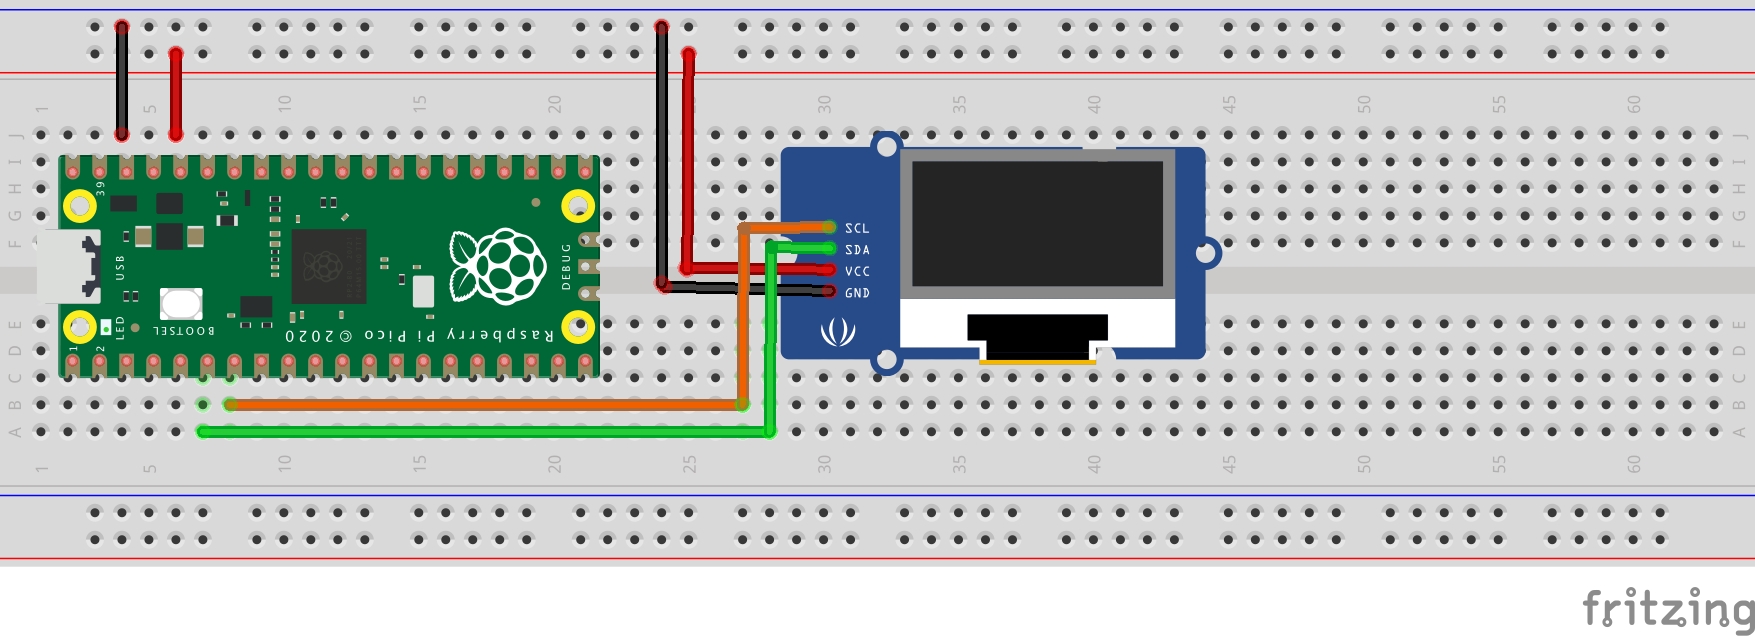 1 5 10 15 20 25 30 35 40 45 50 55 60
J J
I I
H H
G G
F F
39
USB
DEBUG
SCL
SDA
VCC
GND
LED
BOOTSEL
Raspberry Pi Pico © 2020
1 2
E E
D D
C C
B B
A A
1 5 10 15 20 25 30 35 40 45 50 55 60
fritzing